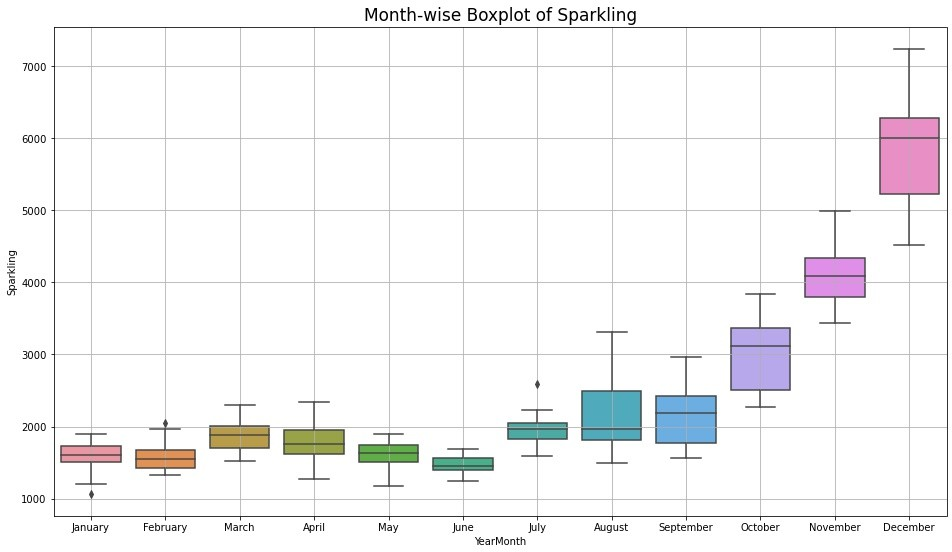 Month-wise Boxplot of Sparkling
Sparkling
7000
6000
5000
4000
3000
2000
1000
January February March April May June July August September October November December
YearMonth